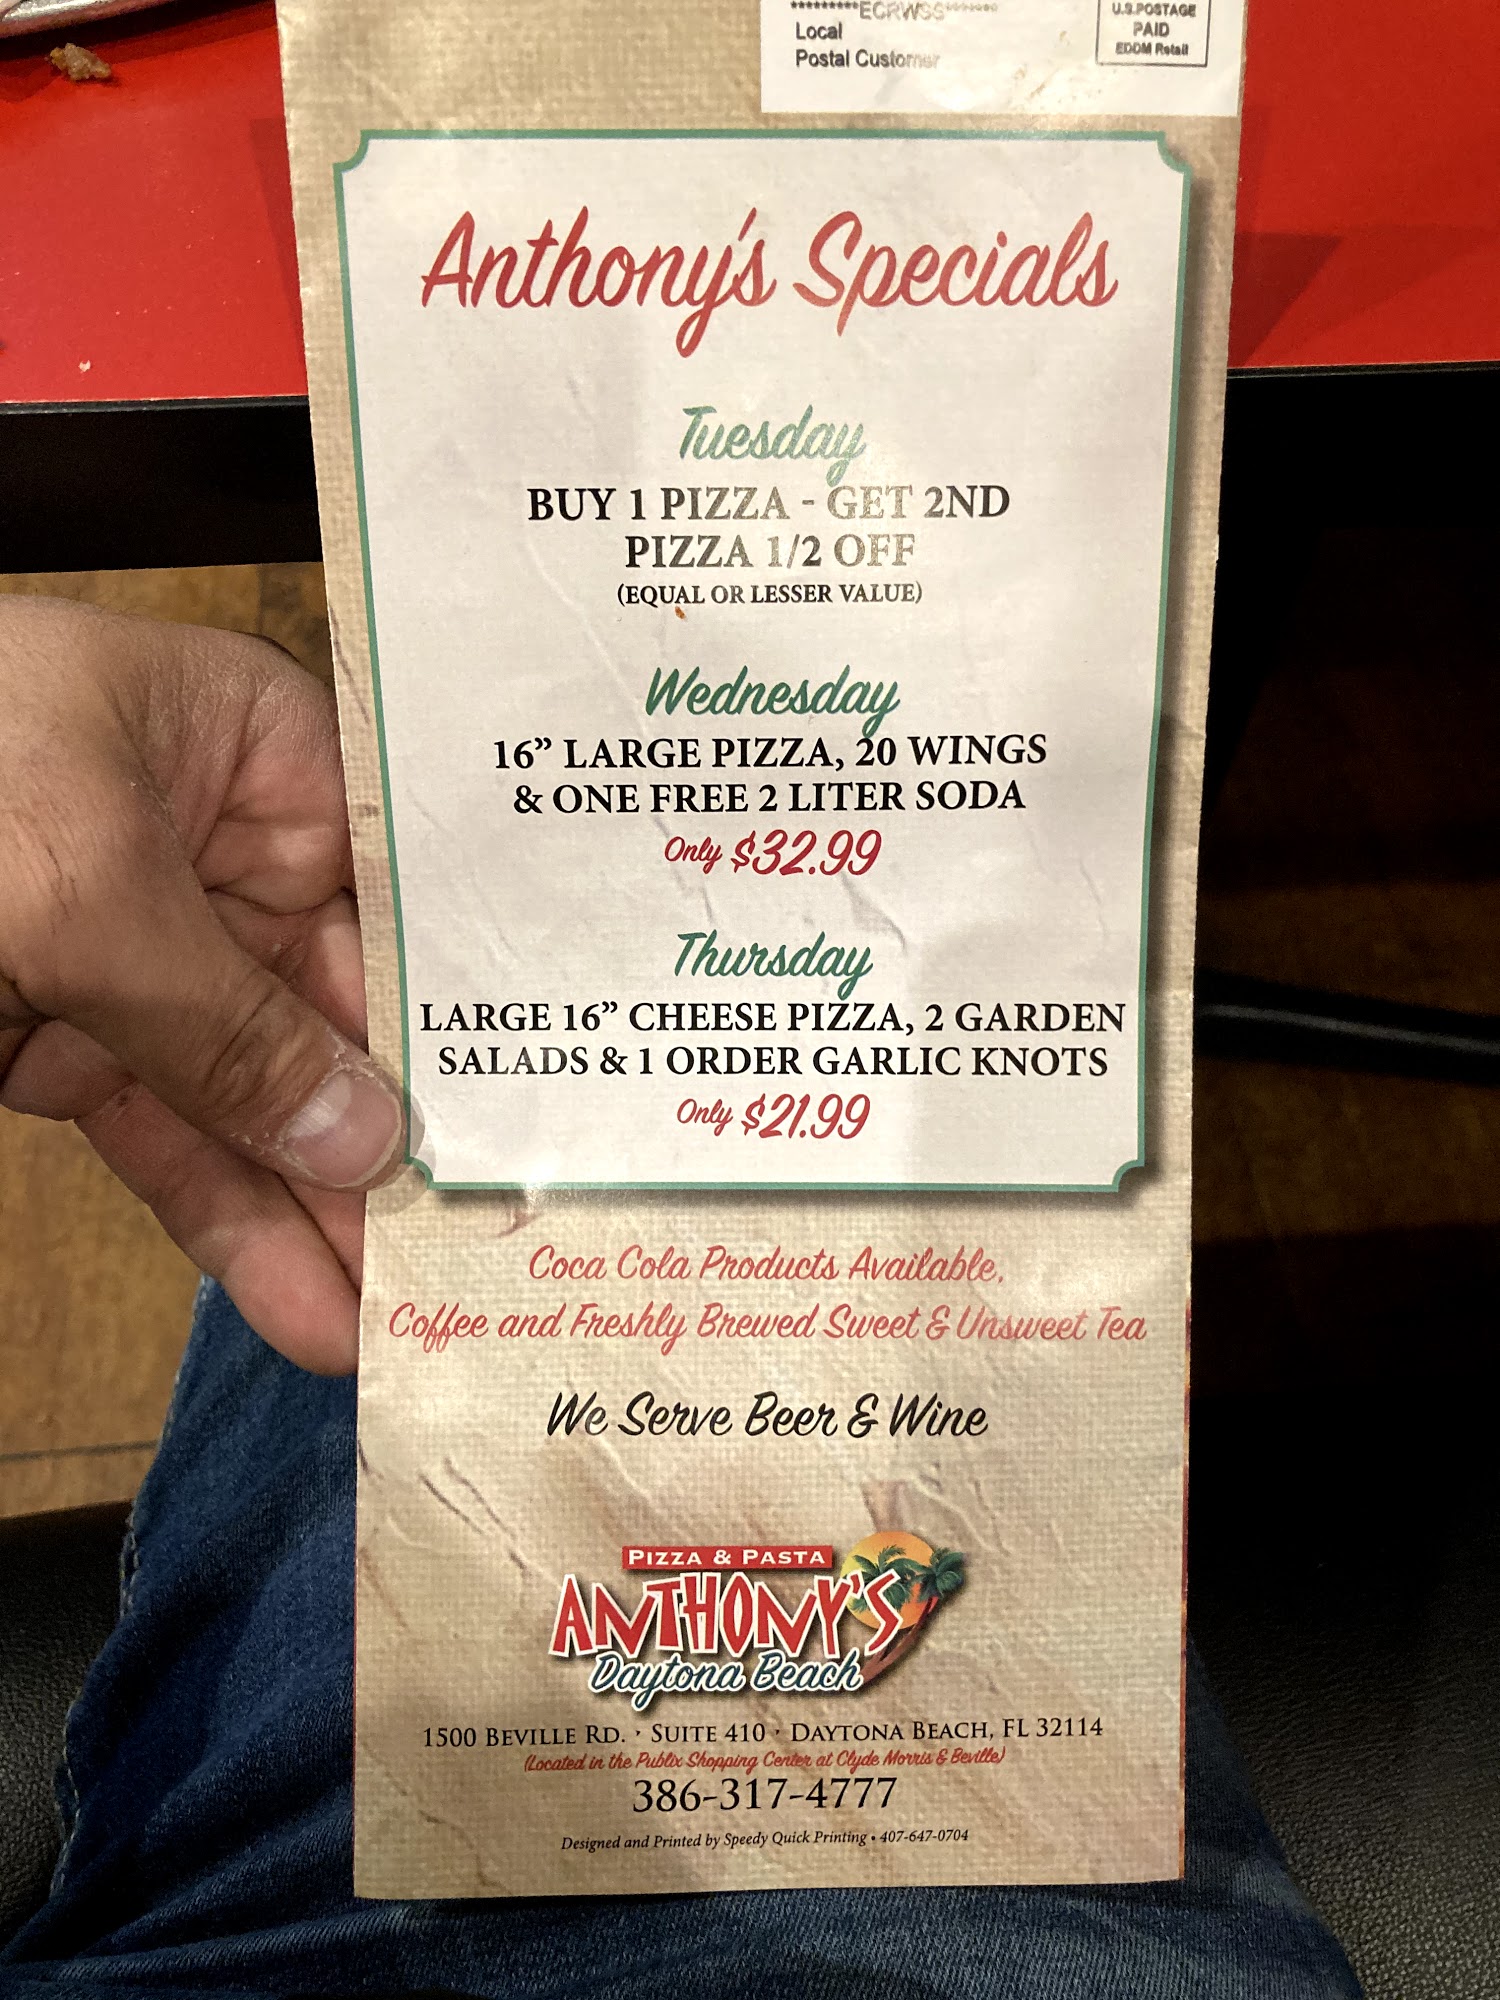 *********ECRWSS*******
Local
Postal Customer
U.S.POSTAGE
PAID
EDDM Retail
Anthony's Specials
Tuesday
BUY 1 PIZZA - GET 2ND
PIZZA 1/2 OFF
(EQUAL OR LESSER VALUE)
Wednesday
16” LARGE PIZZA, 20 WINGS
& ONE FREE 2 LITER SODA
Only $32.99
Thursday
LARGE 16” CHEESE PIZZA, 2 GARDEN
SALADS & 1 ORDER GARLIC KNOTS
Only $21.99
Coca Cola Products Available,
Coffee and Freshly Brewed Sweet & Unsweet Tea
We Serve Beer & Wine
PIZZA & PASTA
ANTHONY'S
Daytona Beach
1500 BEVILLE RD. • SUITE 410 • DAYTONA BEACH, FL 32114
(Located in the Publix Shopping Center at Clyde Morris & Beville)
386-317-4777
Designed and Printed by Speedy Quick Printing • 407-647-0704